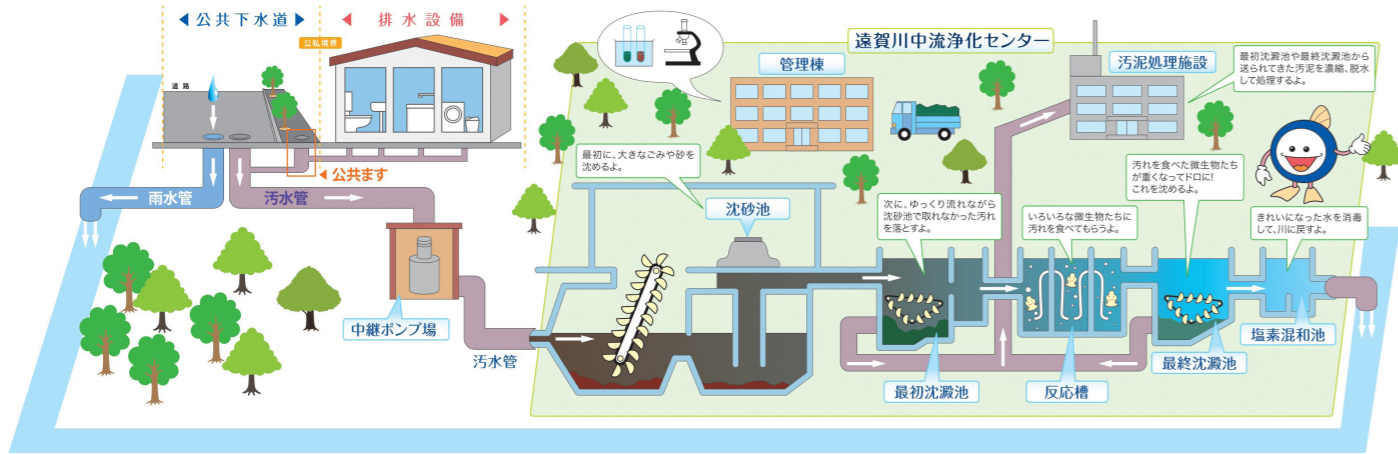 公共下水道
排水設備
公私境界
道路
公共ます
雨水管
汚水管
中継ポンプ場
汚水管
遠賀川中流浄化センター
管理棟
汚泥処理施設
最初沈澱池や最終沈澱池から
送られてきた汚泥を濃縮、脱水
して処理するよ。
最初に、大きなごみや砂を
沈めるよ。
沈砂池
次に、ゆっくり流れながら
沈砂池で取れなかった汚れ
を落とすよ。
最初沈澱池
いろいろな微生物たちに
汚れを食べてもらうよ。
反応槽
汚れを食べた微生物たち
が重くなってドロに!
これを沈めるよ。
最終沈澱池
きれいになった水を消毒
して、川に戻すよ。
塩素混和池